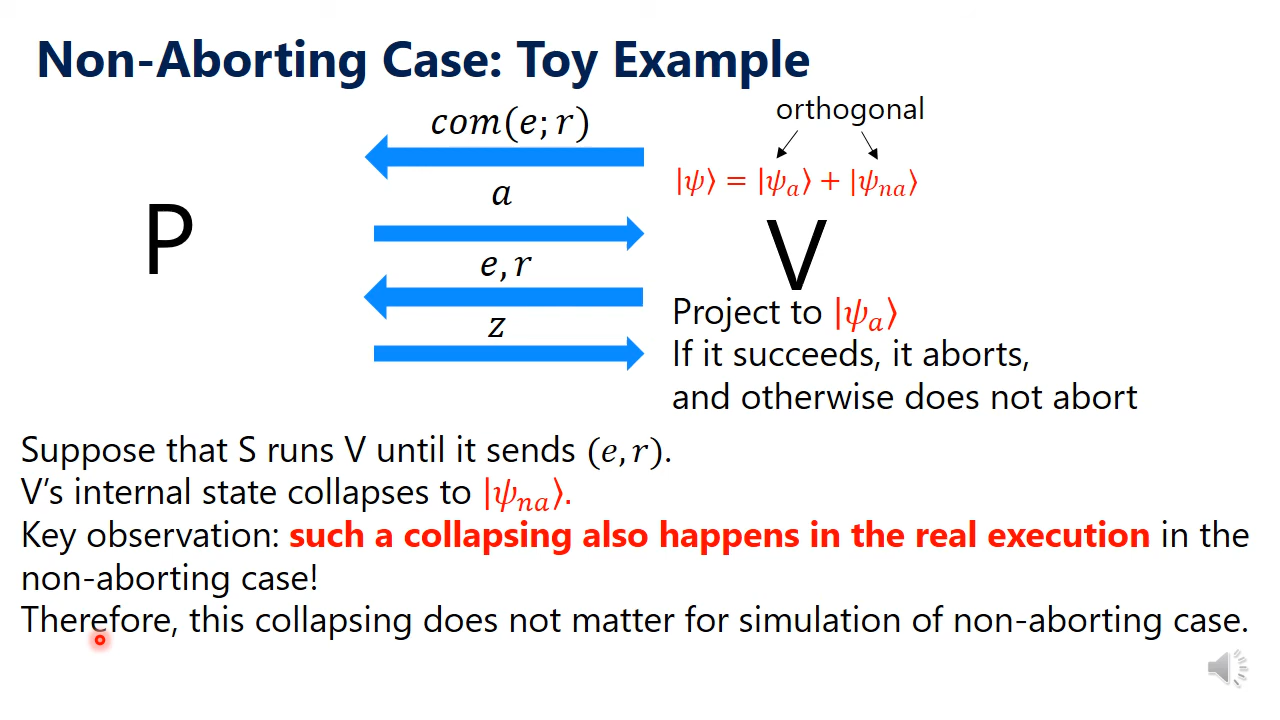 Non-Aborting Case: Toy Example
orthogonal
com(e; r)
|ψ⟩ = |ψ_a⟩ + |ψ_na⟩
a
P
V
e, r
Project to |ψ_a⟩
z
If it succeeds, it aborts,
and otherwise does not abort
Suppose that S runs V until it sends (e, r).
V's internal state collapses to |ψ_na⟩.
Key observation: such a collapsing also happens in the real execution in the
non-aborting case!
Therefore, this collapsing does not matter for simulation of non-aborting case.